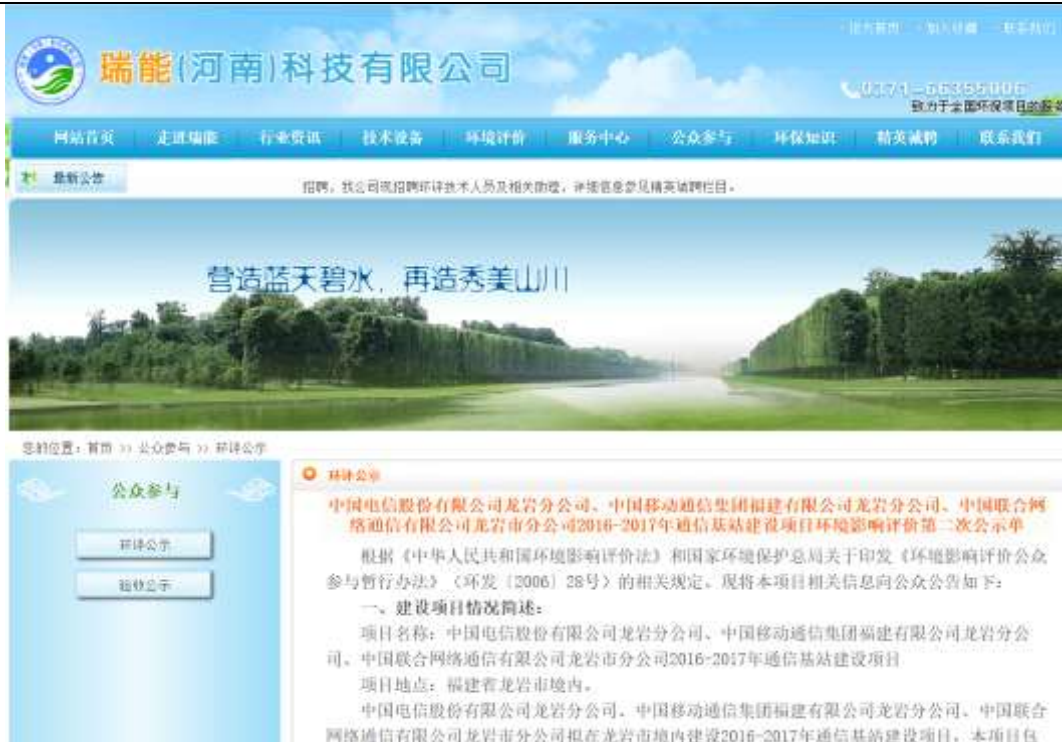 设为首页 加入收藏 联系我们
瑞能(河南)科技有限公司
0371-66355006
致力于全国环保项目的服务
网站首页 走进瑞能 行业资讯 技术设备 环境评价 服务中心 公众参与 环保知识 精英诚聘 联系我们
最新公告
招聘，我公司现招聘环评技术人员及相关助理，详细信息参见精英诚聘栏目。
营造蓝天碧水，再造秀美山川
您的位置：首页 >> 公众参与 >> 环评公示
公众参与
环评公示
验收公示
环评公示
中国电信股份有限公司龙岩分公司、中国移动通信集团福建有限公司龙岩分公司、中国联合网
络通信有限公司龙岩市分公司2016-2017年通信基站建设项目环境影响评价第二次公示单
根据《中华人民共和国环境影响评价法》和国家环境保护总局关于印发《环境影响评价公众
参与暂行办法》（环发〔2006〕28号）的相关规定，现将本项目相关信息向公众公告如下：
一、建设项目情况简述：
项目名称：中国电信股份有限公司龙岩分公司、中国移动通信集团福建有限公司龙岩分公
司、中国联合网络通信有限公司龙岩市分公司2016-2017年通信基站建设项目
项目地点：福建省龙岩市境内。
中国电信股份有限公司龙岩分公司、中国移动通信集团福建有限公司龙岩分公司、中国联合
网络通信有限公司龙岩市分公司拟在龙岩市境内建设2016-2017年通信基站建设项目。本项目包